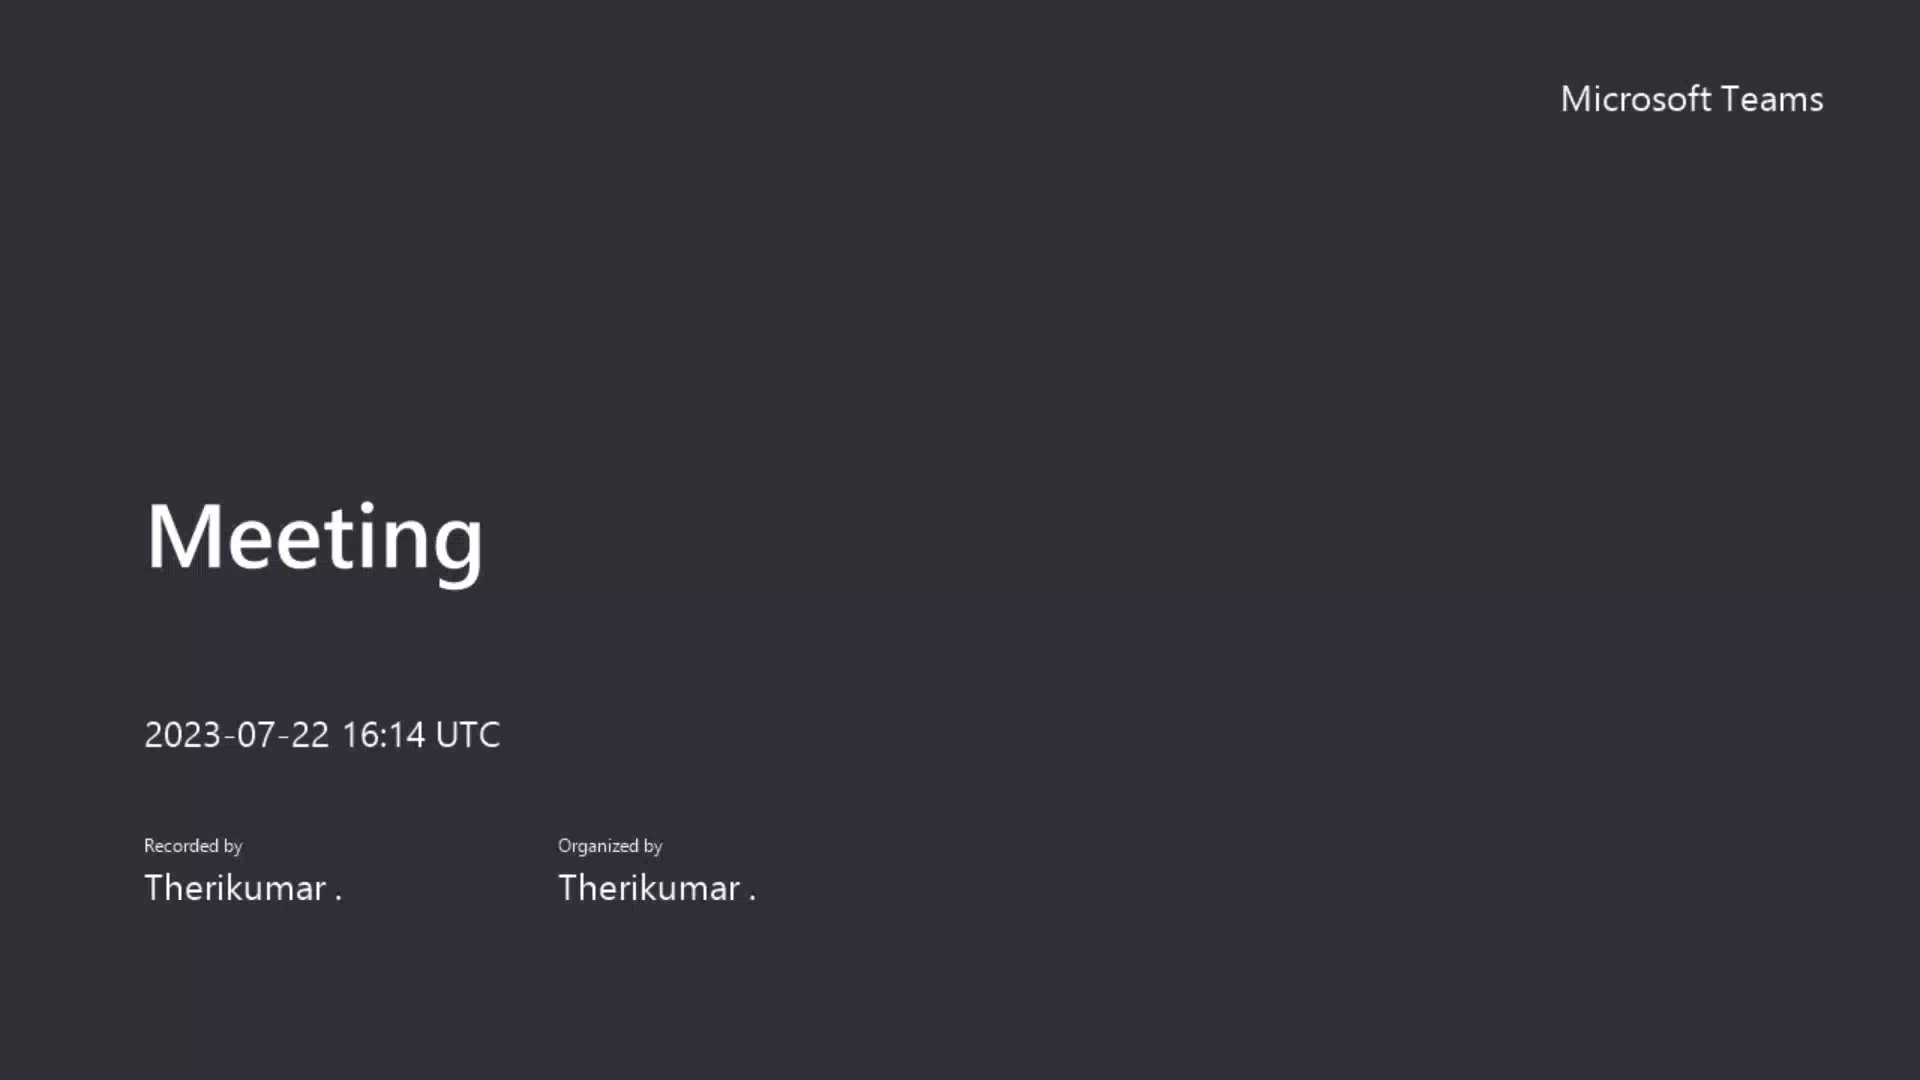 Microsoft Teams
Meeting
2023-07-22 16:14 UTC
Recorded by
Therikumar .
Organized by
Therikumar .